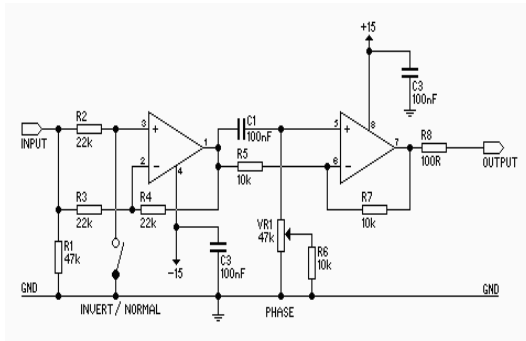 +15
C3
100nF
R2
22k
3
+
2
−
1
4
C1
100nF
5
+
6
−
8
7
R8
100R
INPUT
OUTPUT
R5
10k
R3
22k
R4
22k
R7
10k
R1
47k
−15
C3
100nF
VR1
47k
R6
10k
GND
GND
INVERT / NORMAL
PHASE